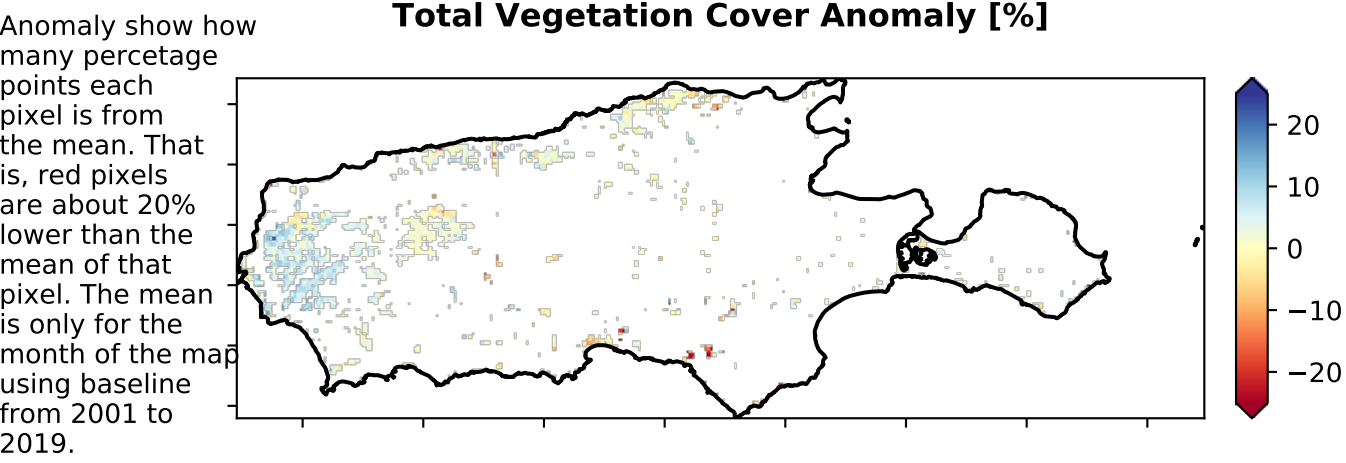 Total Vegetation Cover Anomaly [%]
Anomaly show how
many percetage
points each
pixel is from
the mean. That
is, red pixels
are about 20%
lower than the
mean of that
pixel. The mean
is only for the
month of the map
using baseline
from 2001 to
2019.
20
10
0
−10
−20